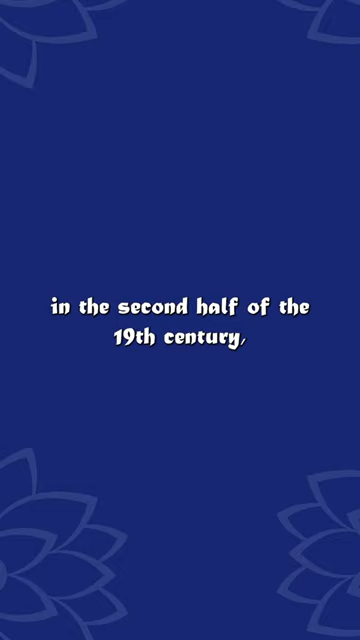 in the second half of the
19th century,